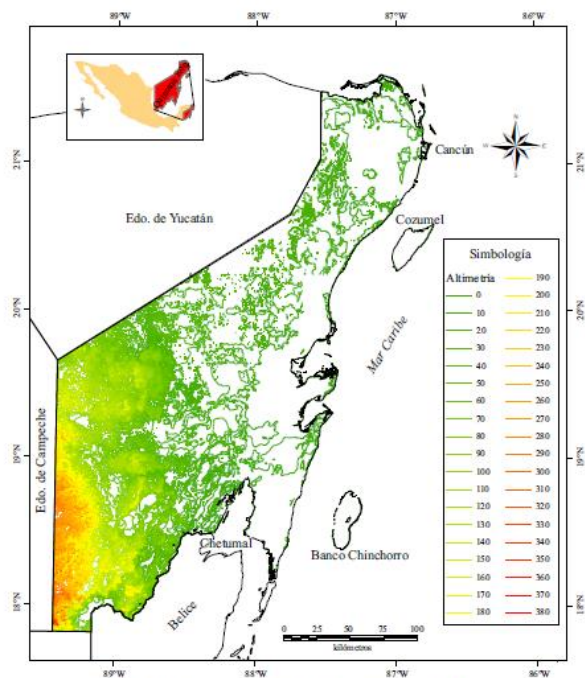 89°W
88°W
87°W
86°W
21°N
21°N
Cancún
Edo. de Yucatán
Cozumel
Simbología
Altimetría
0
10
20
30
40
50
60
70
80
90
100
110
120
130
140
150
160
170
180
190
200
210
220
230
240
250
260
270
280
290
300
310
320
330
340
350
360
370
380
20°N
20°N
Mar Caribe
Edo. de Campeche
19°N
19°N
Chetumal
Banco Chinchorro
Belice
18°N
18°N
0 25 50 75 100
kilómetros
89°W
88°W
87°W
86°W